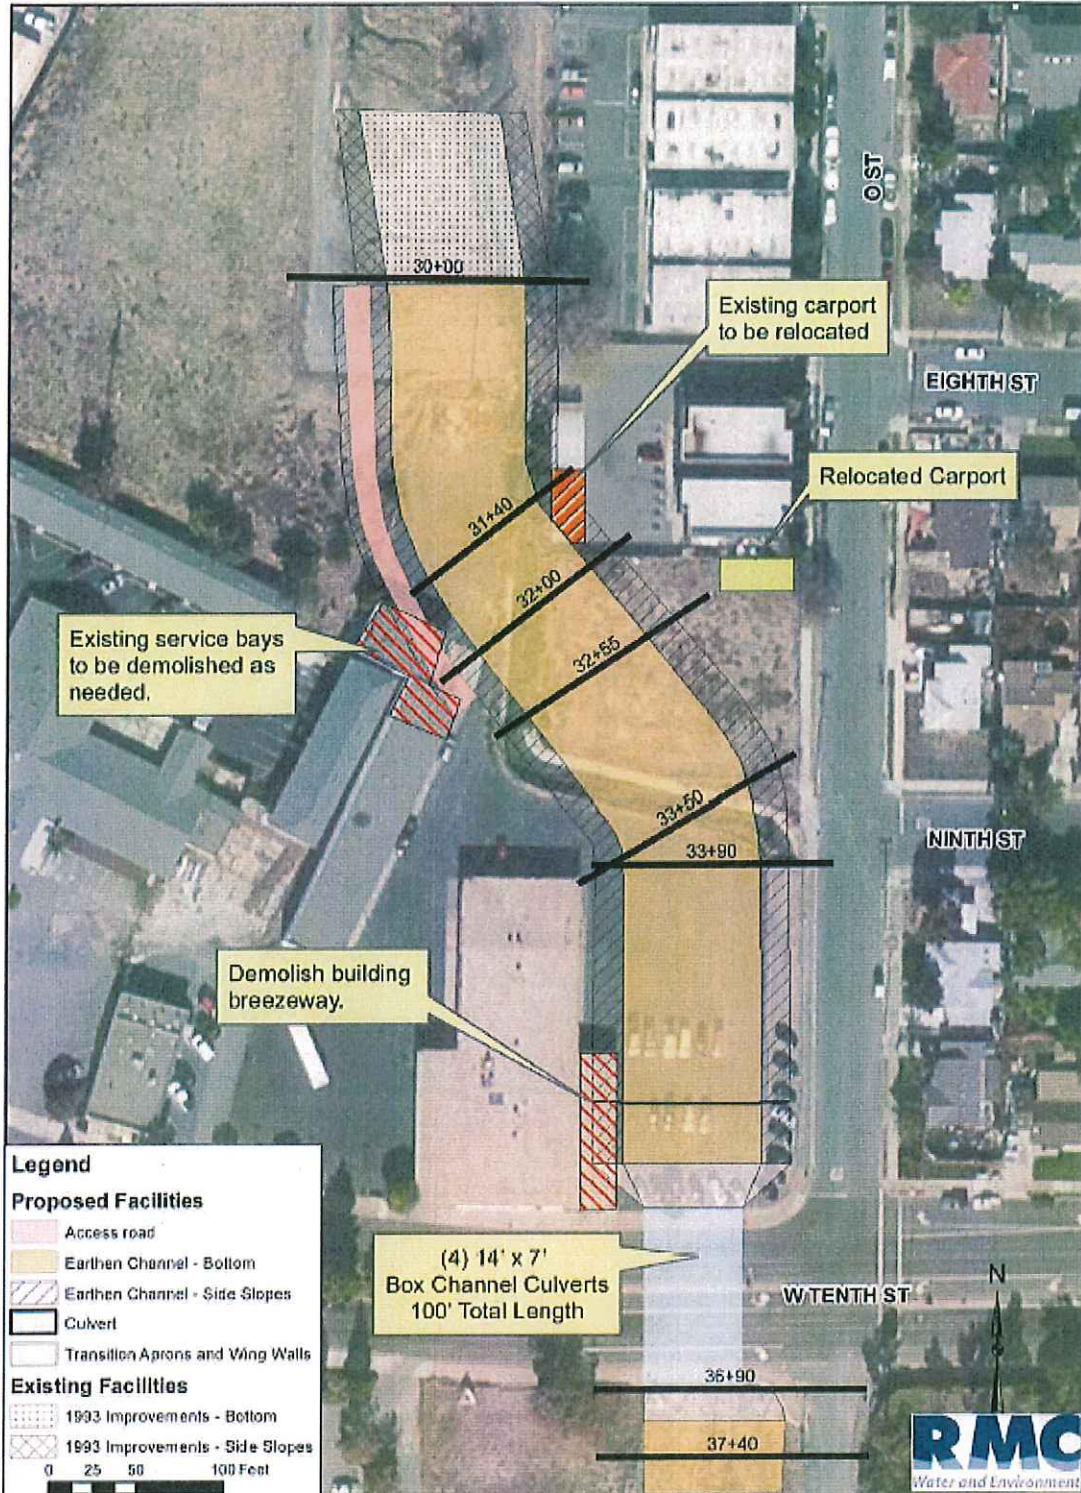 30+00
O ST
Existing carport
to be relocated
EIGHTH ST
31+40
Relocated Carport
32+00
32+55
Existing service bays
to be demolished as
needed.
33+50
33+90
NINTH ST
Demolish building
breezeway.
(4) 14' x 7'
Box Channel Culverts
100' Total Length
W TENTH ST
N
36+90
37+40
Legend
Proposed Facilities
Access road
Earthen Channel - Bottom
Earthen Channel - Side Slopes
Culvert
Transition Aprons and Wing Walls
Existing Facilities
1993 Improvements - Bottom
1993 Improvements - Side Slopes
0 25 50 100 Feet
RMC
Water and Environment